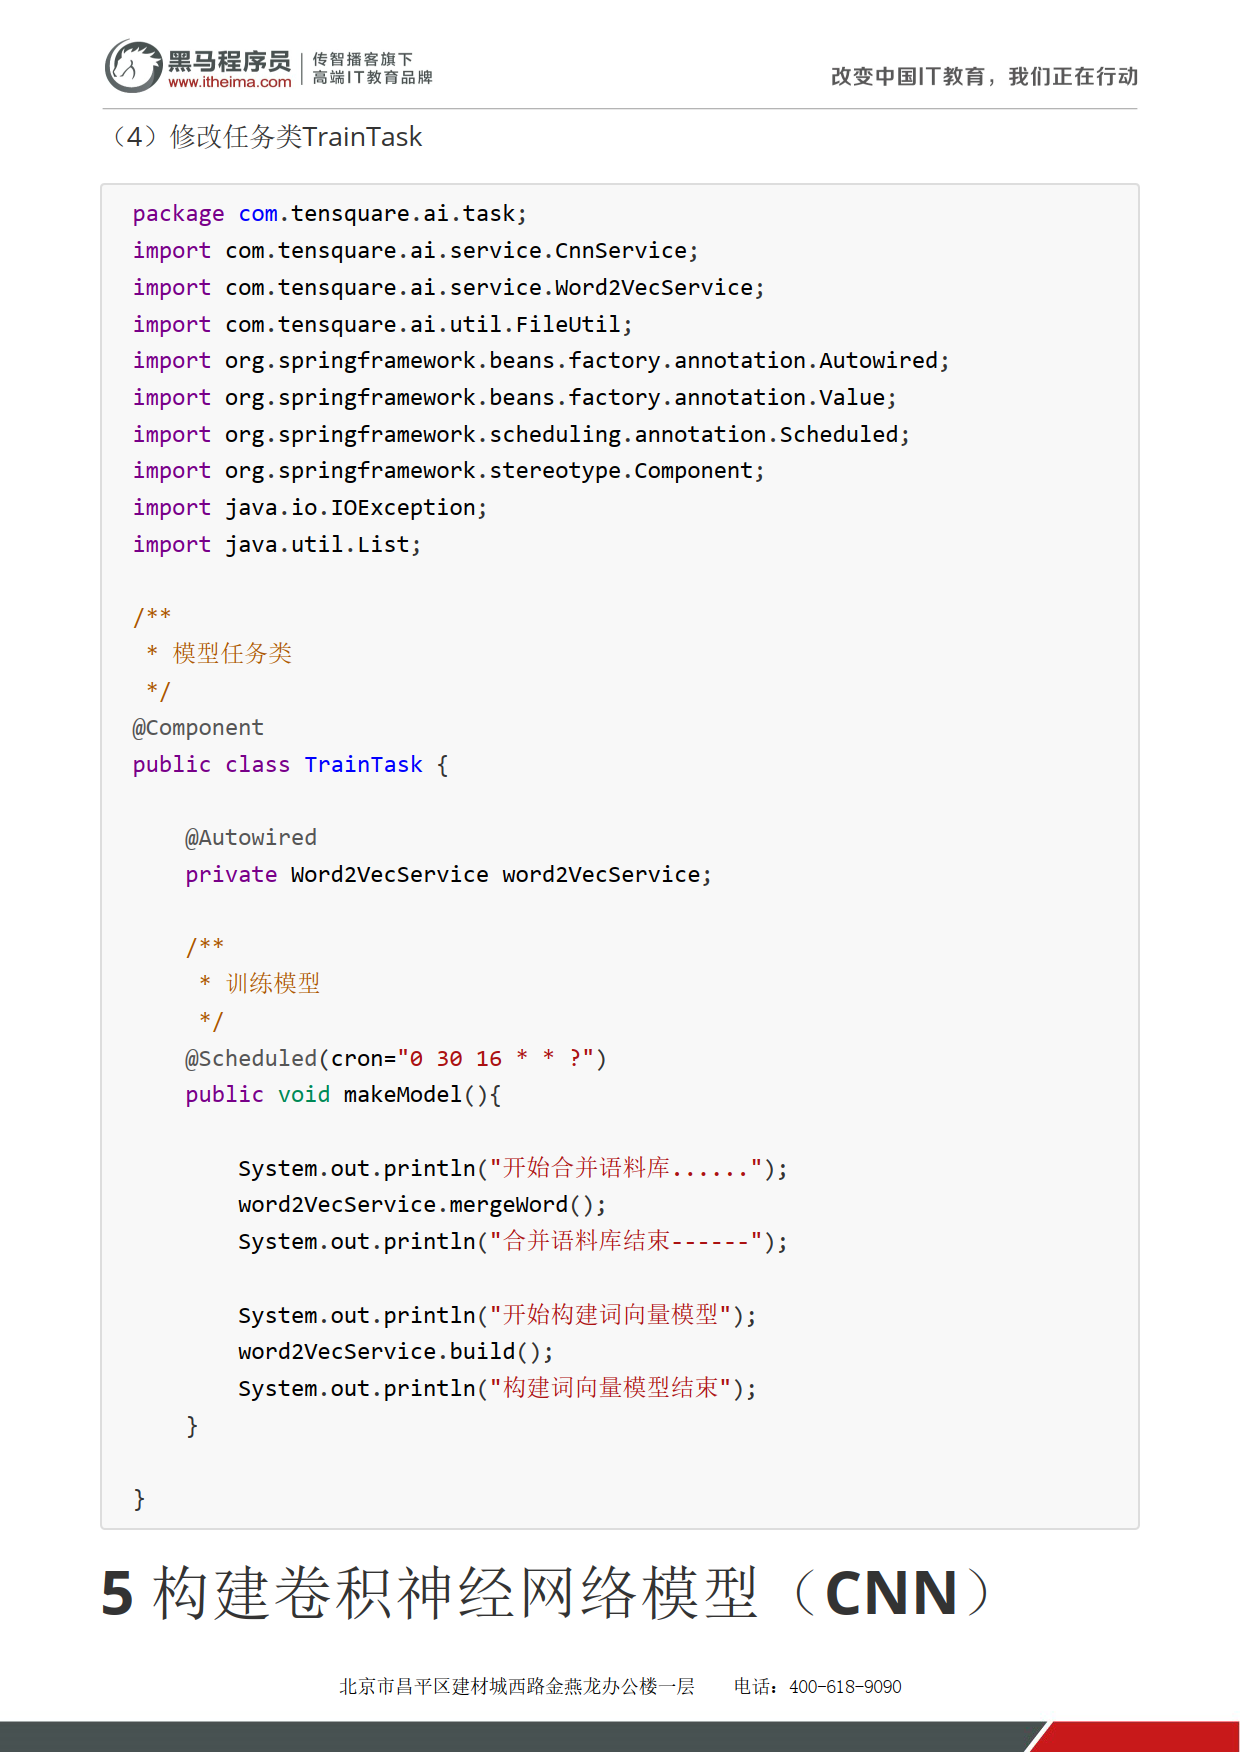 黑马程序员
www.itheima.com
传智播客旗下
高端IT教育品牌
改变中国IT教育，我们正在行动
（4）修改任务类TrainTask
package com.tensquare.ai.task;
import com.tensquare.ai.service.CnnService;
import com.tensquare.ai.service.Word2VecService;
import com.tensquare.ai.util.FileUtil;
import org.springframework.beans.factory.annotation.Autowired;
import org.springframework.beans.factory.annotation.Value;
import org.springframework.scheduling.annotation.Scheduled;
import org.springframework.stereotype.Component;
import java.io.IOException;
import java.util.List;
/**
 * 模型任务类
 */
@Component
public class TrainTask {
    @Autowired
    private Word2VecService word2VecService;
    /**
     * 训练模型
     */
    @Scheduled(cron="0 30 16 * * ?")
    public void makeModel(){
        System.out.println("开始合并语料库......");
        word2VecService.mergeWord();
        System.out.println("合并语料库结束------");
        System.out.println("开始构建词向量模型");
        word2VecService.build();
        System.out.println("构建词向量模型结束");
    }
}
5 构建卷积神经网络模型（CNN）
北京市昌平区建材城西路金燕龙办公楼一层 电话：400-618-9090